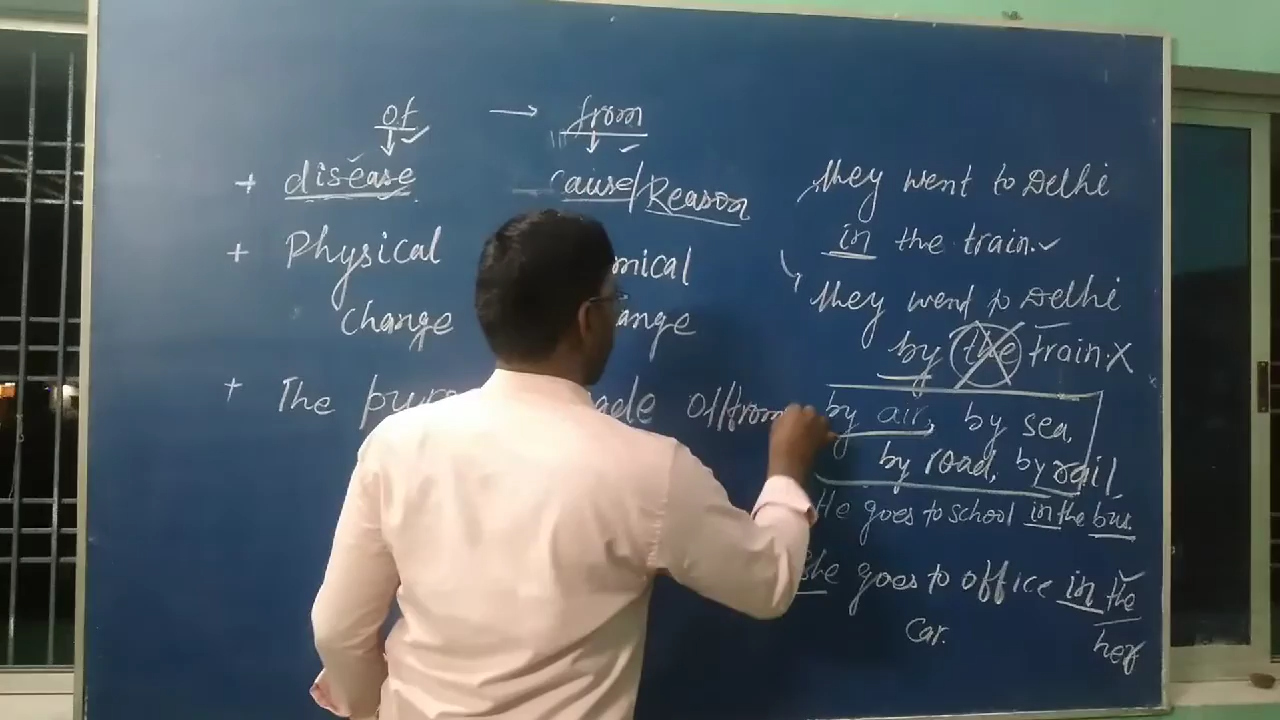 of → from
+ disease cause/Reason
+ Physical
Change
+ The made of/from
They went to Delhi
in the train.✓
They went to Delhi
by (the) train.X
by air, by sea,
by road, by rail,
He goes to school in the bus.
She goes to office in the
car. her